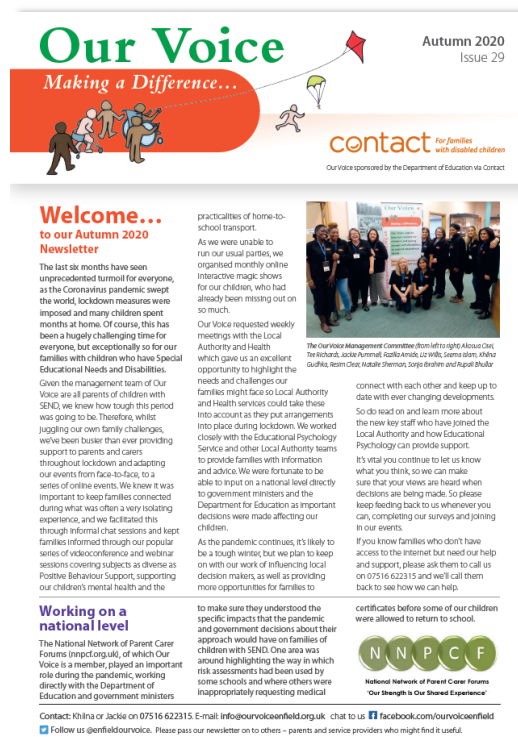 Our Voice
Making a Difference...
Autumn 2020
Issue 29
contact For families
with disabled children
Our Voice sponsored by the Department of Education via Contact
Welcome...
to our Autumn 2020
Newsletter
The last six months have seen
unprecedented turmoil for everyone,
as the Coronavirus pandemic swept
the world, lockdown measures were
imposed and many children spent
months at home. Of course, this has
been a hugely challenging time for
everyone, but exceptionally so for our
families with children who have Special
Educational Needs and Disabilities.
Given the management team of Our
Voice are all parents of children with
SEND, we knew how tough this period
was going to be. Therefore, whilst
juggling our own family challenges,
we've been busier than ever providing
support to parents and carers
throughout lockdown and adapting
our events from face-to-face, to a
series of online events. We knew it was
important to keep families connected
during what was often a very isolating
experience, and we facilitated this
through informal chat sessions and kept
families informed through our popular
series of videoconference and webinar
sessions covering subjects as diverse as
Positive Behaviour Support, supporting
our children's mental health and the
practicalities of home-to-
school transport.
As we were unable to
run our usual parties, we
organised monthly online
interactive magic shows
for our children, who had
already been missing out on
so much.
Our Voice requested weekly
meetings with the Local
Authority and Health
which gave us an excellent
opportunity to highlight the
needs and challenges our
families might face so Local Authority
and Health services could take these
into account as they put arrangements
into place during lockdown. We worked
closely with the Educational Psychology
Service and other Local Authority teams
to provide families with information
and advice. We were fortunate to be
able to input on a national level directly
to government ministers and the
Department for Education as important
decisions were made affecting our
children.
As the pandemic continues, it's likely to
be a tough winter, but we plan to keep
on with our work of influencing local
decision makers, as well as providing
more opportunities for families to
Our Voice
The Our Voice Management Committee (from left to right) Akosua Osei,
Tee Richards, Jackie Pummell, Fazilla Amide, Liz Willis, Seema Islam, Khilna
Gudhka, Resim Clear, Natalie Sherman, Sonja Ibrahim and Rupali Bhullar
connect with each other and keep up to
date with ever changing developments.
So do read on and learn more about
the new key staff who have joined the
Local Authority and how Educational
Psychology can provide support.
It's vital you continue to let us know
what you think, so we can make
sure that your views are heard when
decisions are being made. So please
keep feeding back to us whenever you
can, completing our surveys and joining
in our events.
If you know families who don't have
access to the internet but need our help
and support, please ask them to call us
on 07516 622315 and we'll call them
back to see how we can help.
Working on a
national level
The National Network of Parent Carer
Forums (nnpcf.org.uk), of which Our
Voice is a member, played an important
role during the pandemic, working
directly with the Department of
Education and government ministers
to make sure they understood the
specific impacts that the pandemic
and government decisions about their
approach would have on families of
children with SEND. One area was
around highlighting the way in which
risk assessments had been used by
some schools and where others were
inappropriately requesting medical
certificates before some of our children
were allowed to return to school.
NNPCF
National Network of Parent Carer Forums
'Our Strength Is Our Shared Experience'
Contact: Khilna or Jackie on 07516 622315. E-mail: info@ourvoiceenfield.org.uk chat to us facebook.com/ourvoiceenfield
Follow us @enfieldourvoice. Please pass our newsletter on to others – parents and service providers who might find it useful.